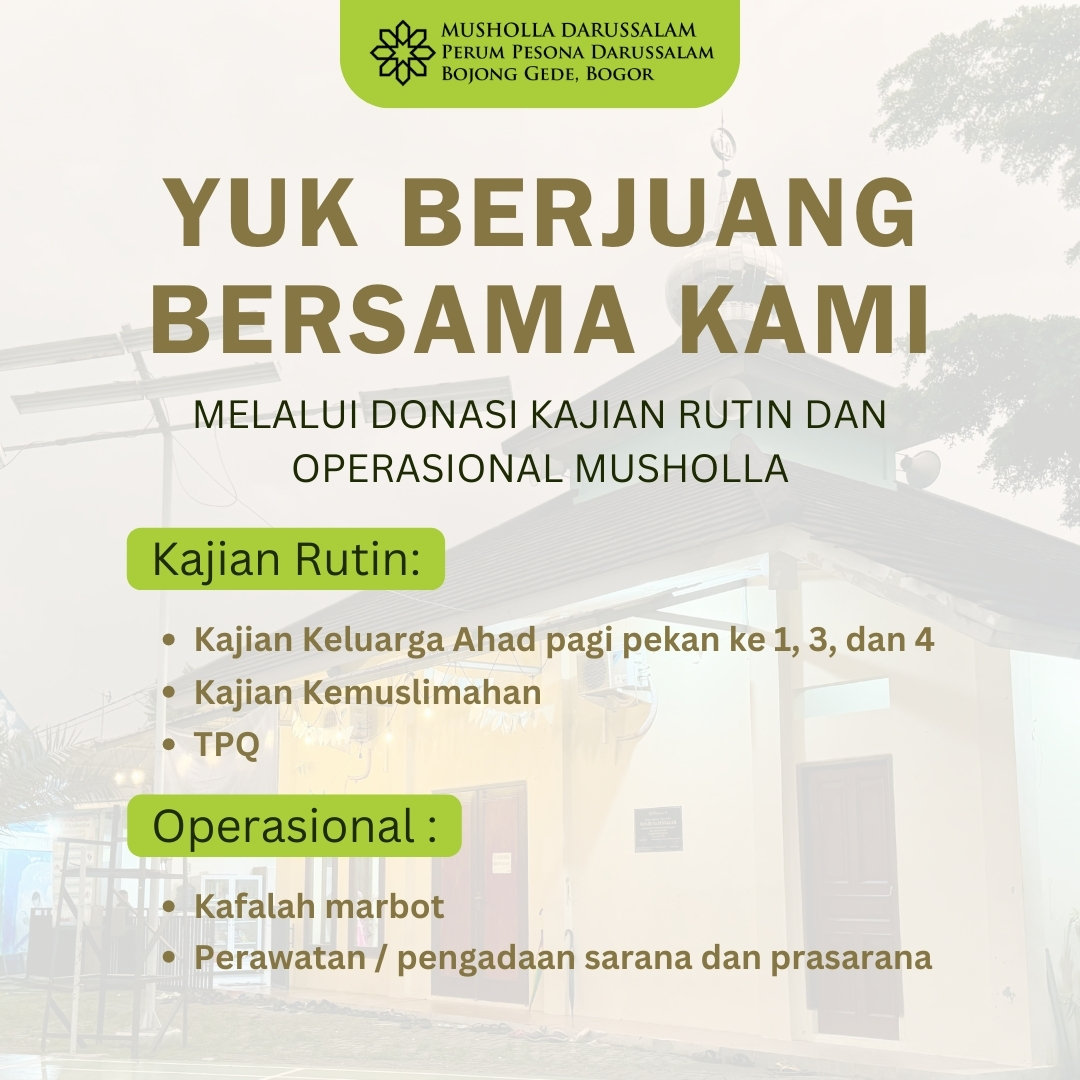 MUSHOLLA DARUSSALAM
PERUM PESONA DARUSSALAM
BOJONG GEDE, BOGOR
YUK BERJUANG
BERSAMA KAMI
MELALUI DONASI KAJIAN RUTIN DAN
OPERASIONAL MUSHOLLA
Kajian Rutin:
• Kajian Keluarga Ahad pagi pekan ke 1, 3, dan 4
• Kajian Kemuslimahan
• TPQ
Operasional :
• Kafalah marbot
• Perawatan / pengadaan sarana dan prasarana